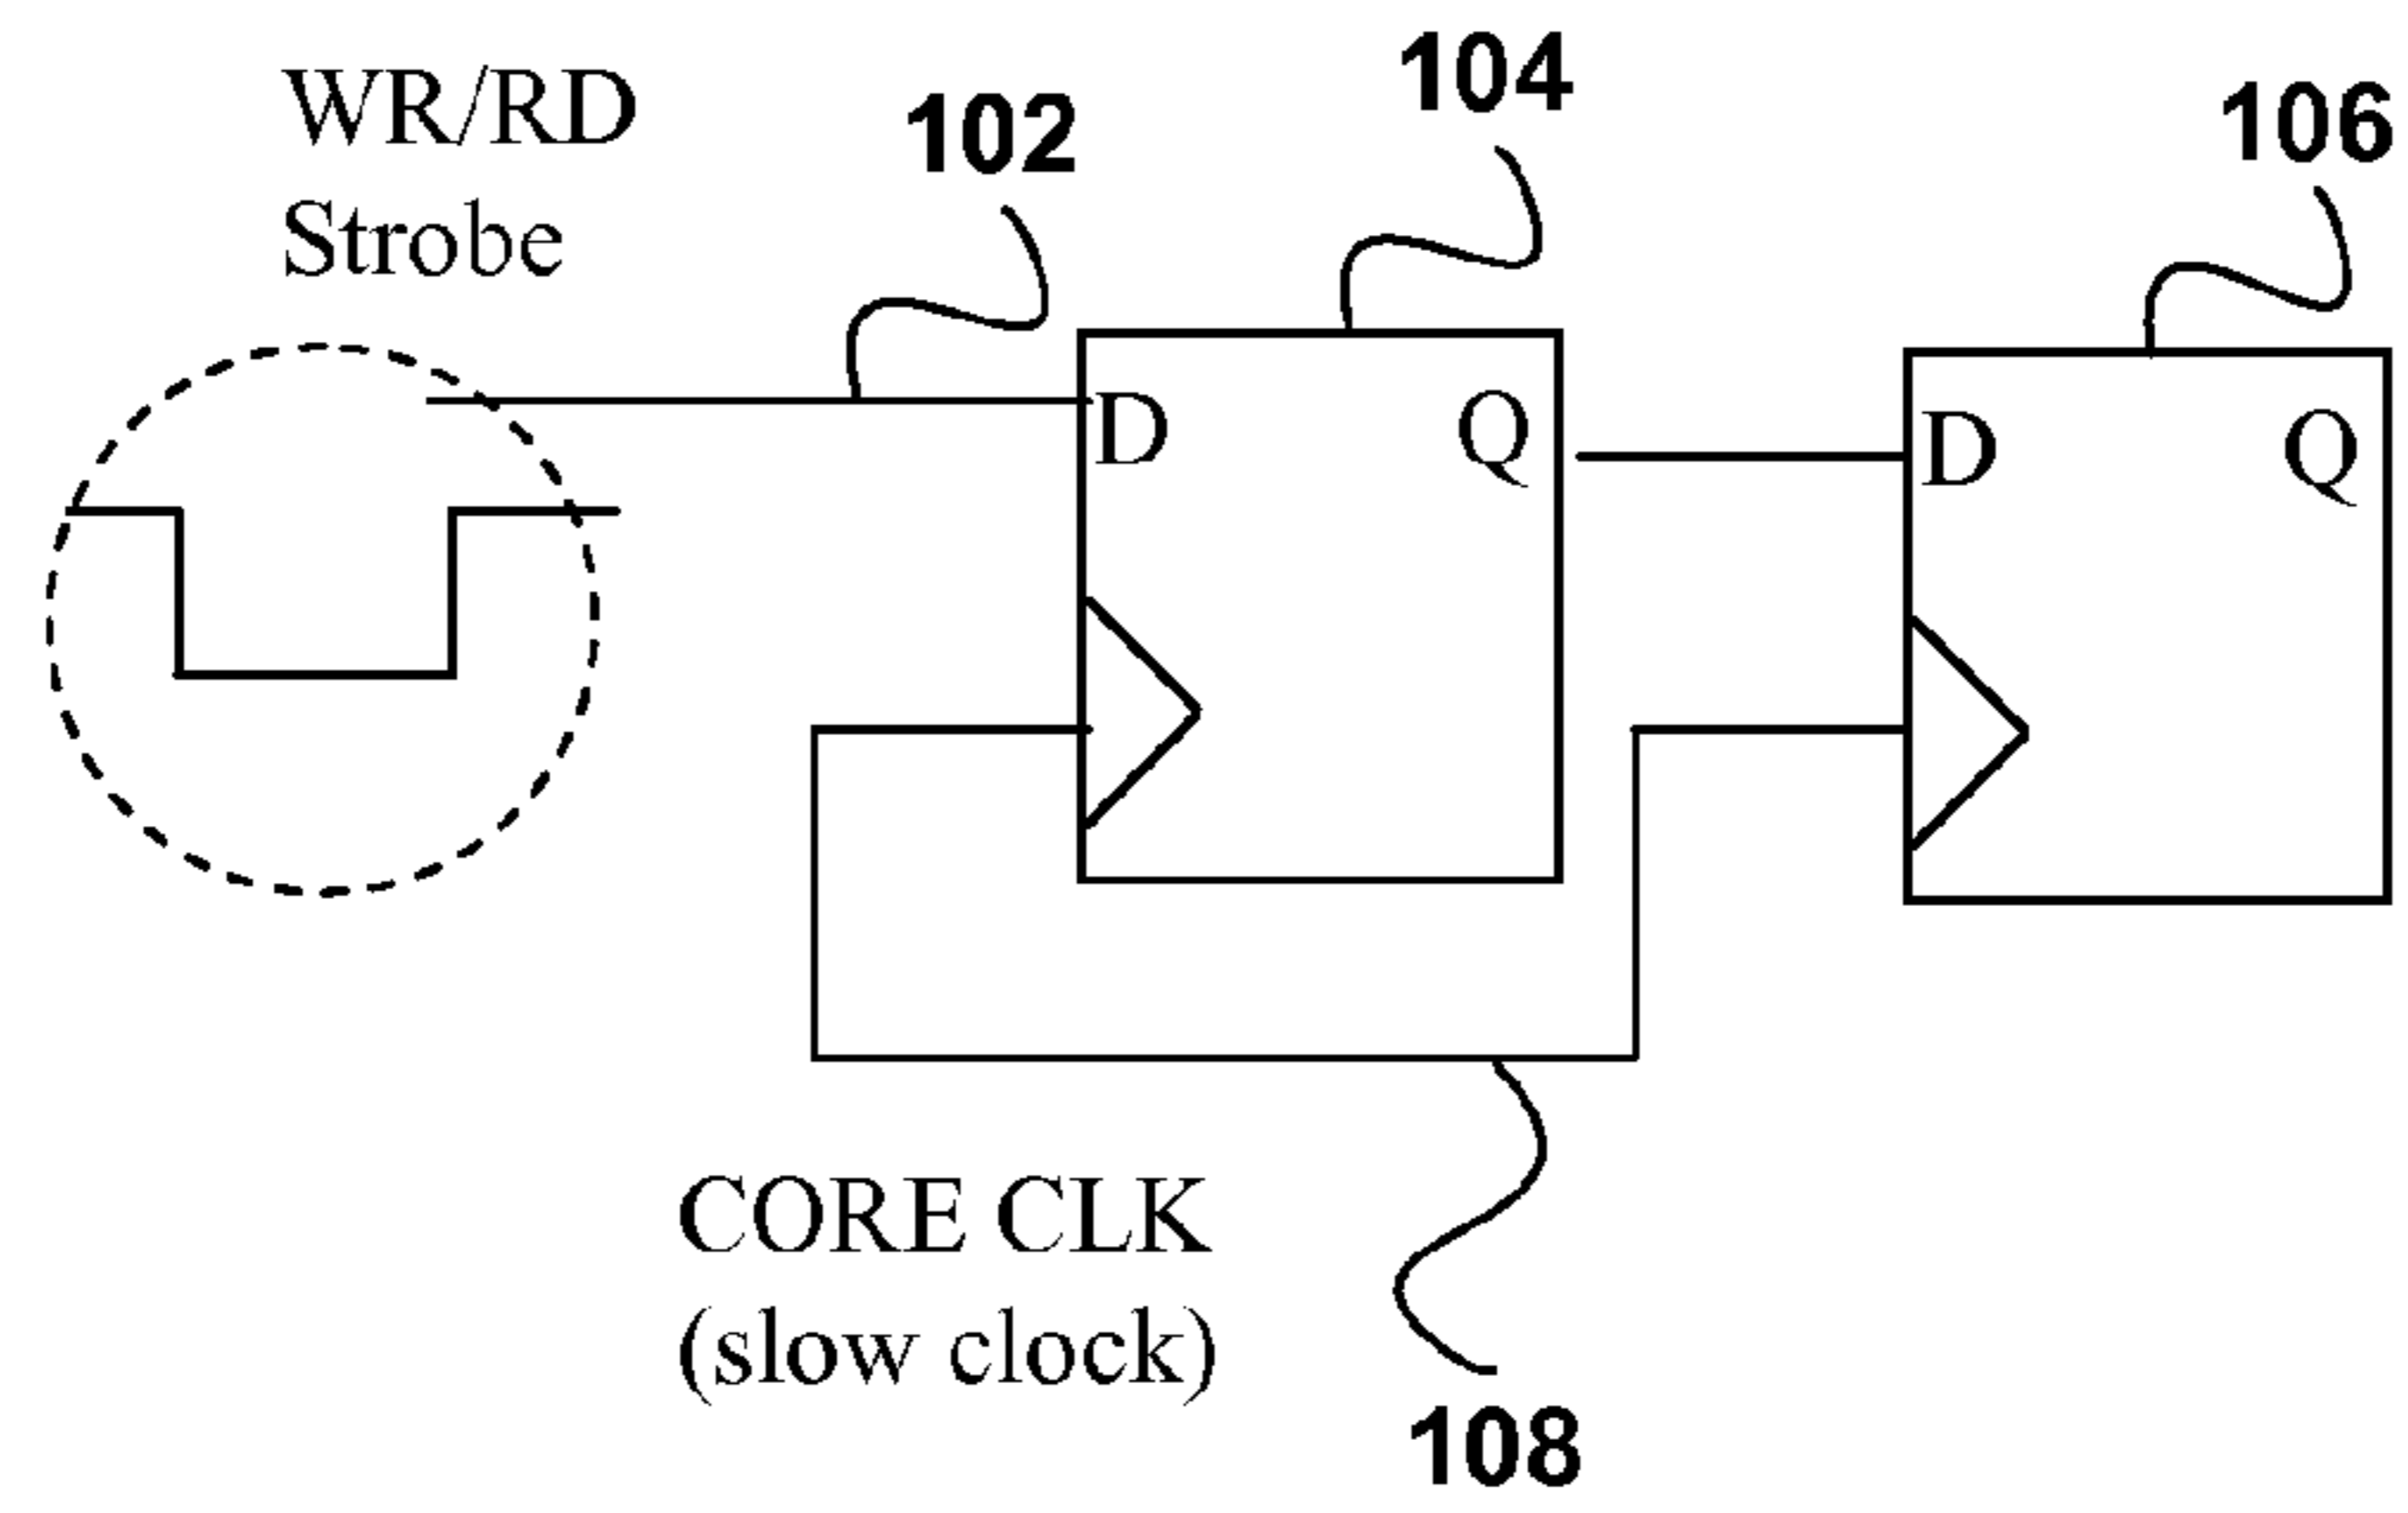 104
WR/RD
102
106
Strobe
D
Q
D
Q
CORE CLK
(slow clock)
108